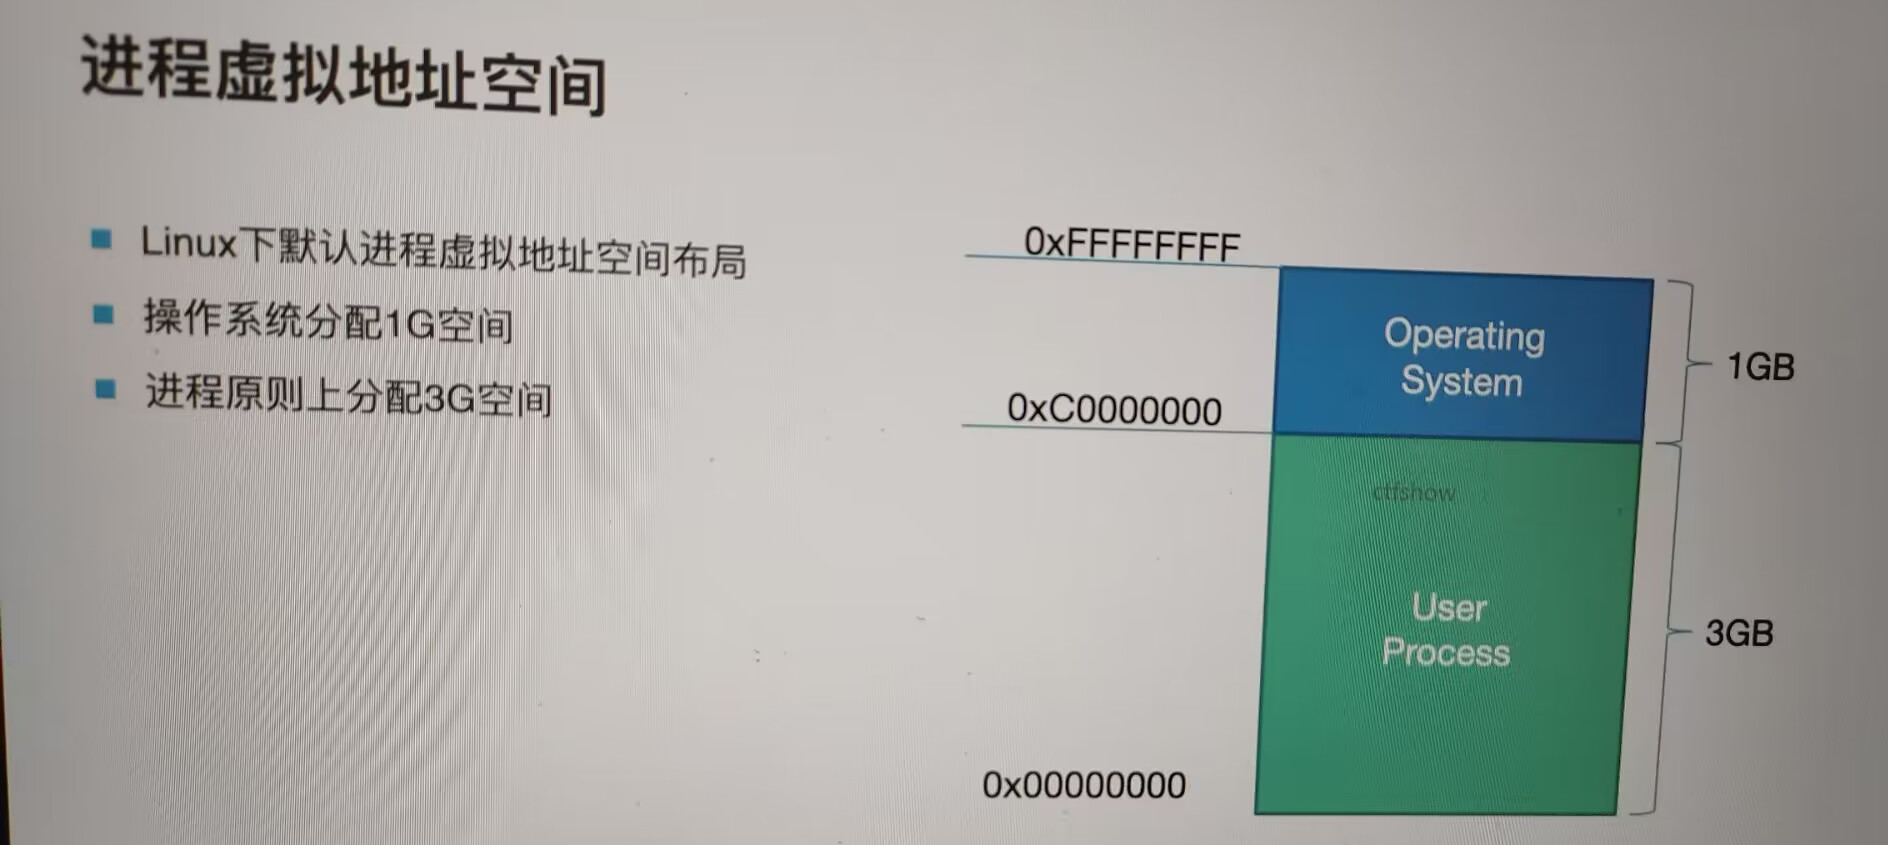 进程虚拟地址空间
Linux下默认进程虚拟地址空间布局
操作系统分配1G空间
进程原则上分配3G空间
0xFFFFFFFF
Operating
System
1GB
0xC0000000
ctfshow
User
Process
3GB
0x00000000